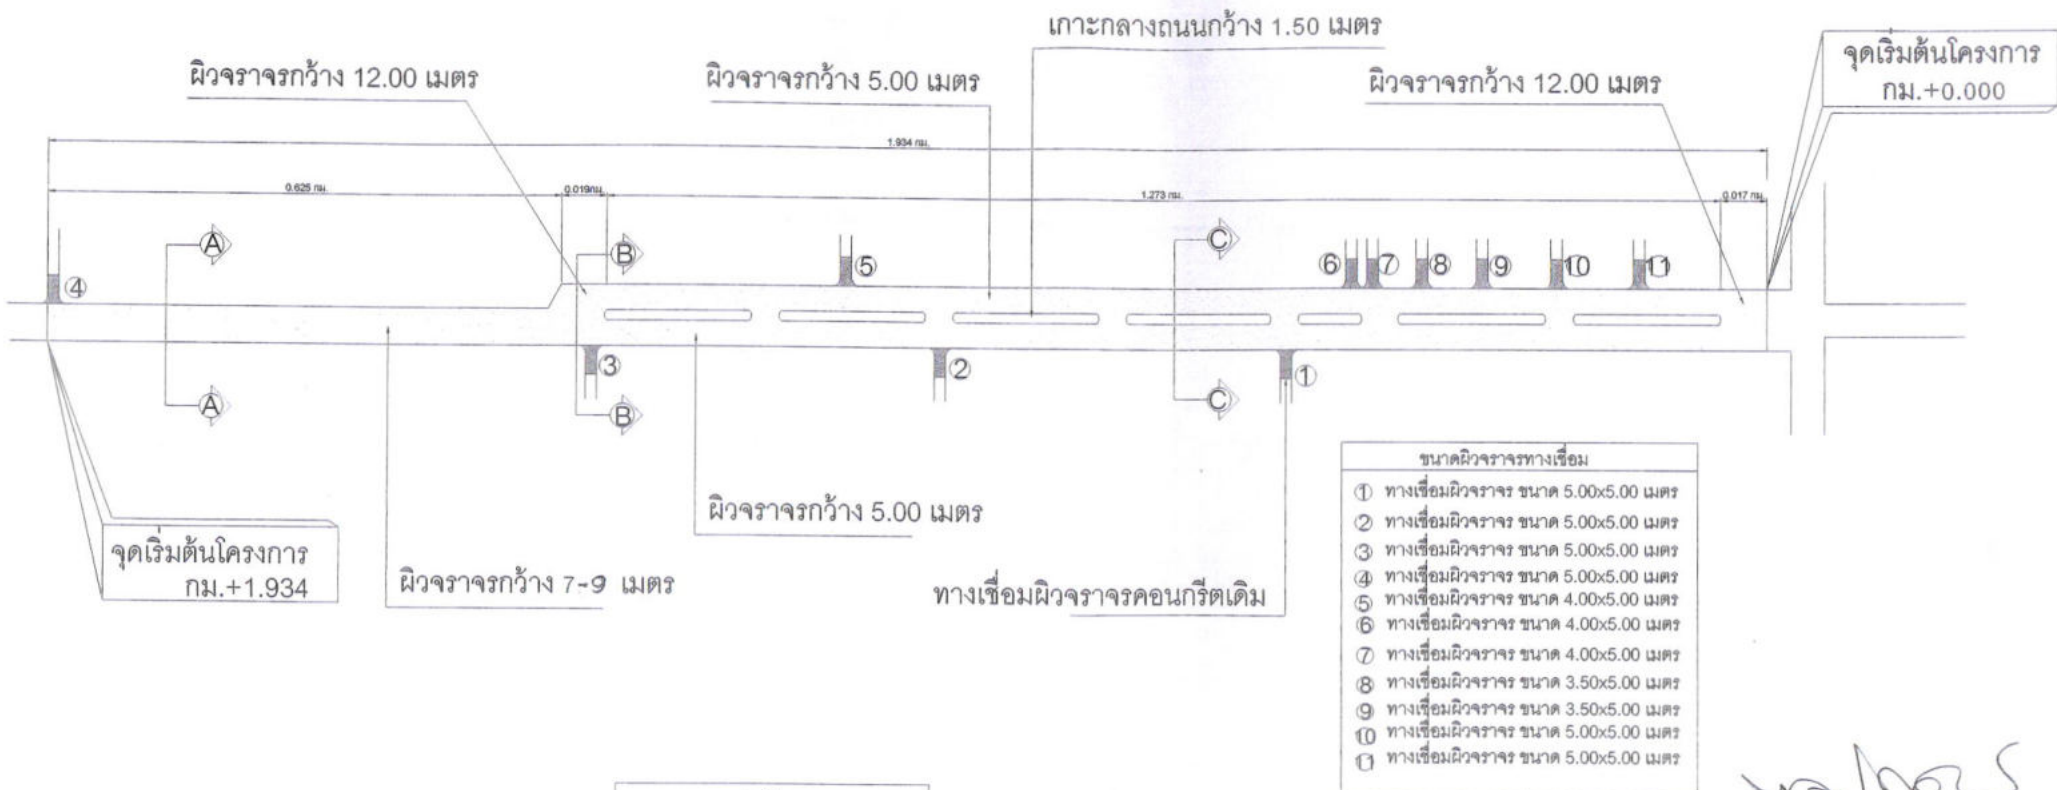 เกาะกลางถนนกว้าง 1.50 เมตร
ผิวจราจรกว้าง 12.00 เมตร
ผิวจราจรกว้าง 5.00 เมตร
ผิวจราจรกว้าง 12.00 เมตร
จุดเริ่มต้นโครงการ
กม.+0.000
1.934 กม.
0.625 กม.
0.019กม.
1.273 กม.
0.017 กม.
A
B
C
4
5
6
7
8
9
10
11
3
2
1
A
B
C
ผิวจราจรกว้าง 5.00 เมตร
จุดเริ่มต้นโครงการ
กม.+1.934
ผิวจราจรกว้าง 7-9 เมตร
ทางเชื่อมผิวจราจรคอนกรีตเดิม
ขนาดผิวจราจรทางเชื่อม
1 ทางเชื่อมผิวจราจร ขนาด 5.00x5.00 เมตร
2 ทางเชื่อมผิวจราจร ขนาด 5.00x5.00 เมตร
3 ทางเชื่อมผิวจราจร ขนาด 5.00x5.00 เมตร
4 ทางเชื่อมผิวจราจร ขนาด 5.00x5.00 เมตร
5 ทางเชื่อมผิวจราจร ขนาด 4.00x5.00 เมตร
6 ทางเชื่อมผิวจราจร ขนาด 4.00x5.00 เมตร
7 ทางเชื่อมผิวจราจร ขนาด 4.00x5.00 เมตร
8 ทางเชื่อมผิวจราจร ขนาด 3.50x5.00 เมตร
9 ทางเชื่อมผิวจราจร ขนาด 3.50x5.00 เมตร
10 ทางเชื่อมผิวจราจร ขนาด 5.00x5.00 เมตร
11 ทางเชื่อมผิวจราจร ขนาด 5.00x5.00 เมตร